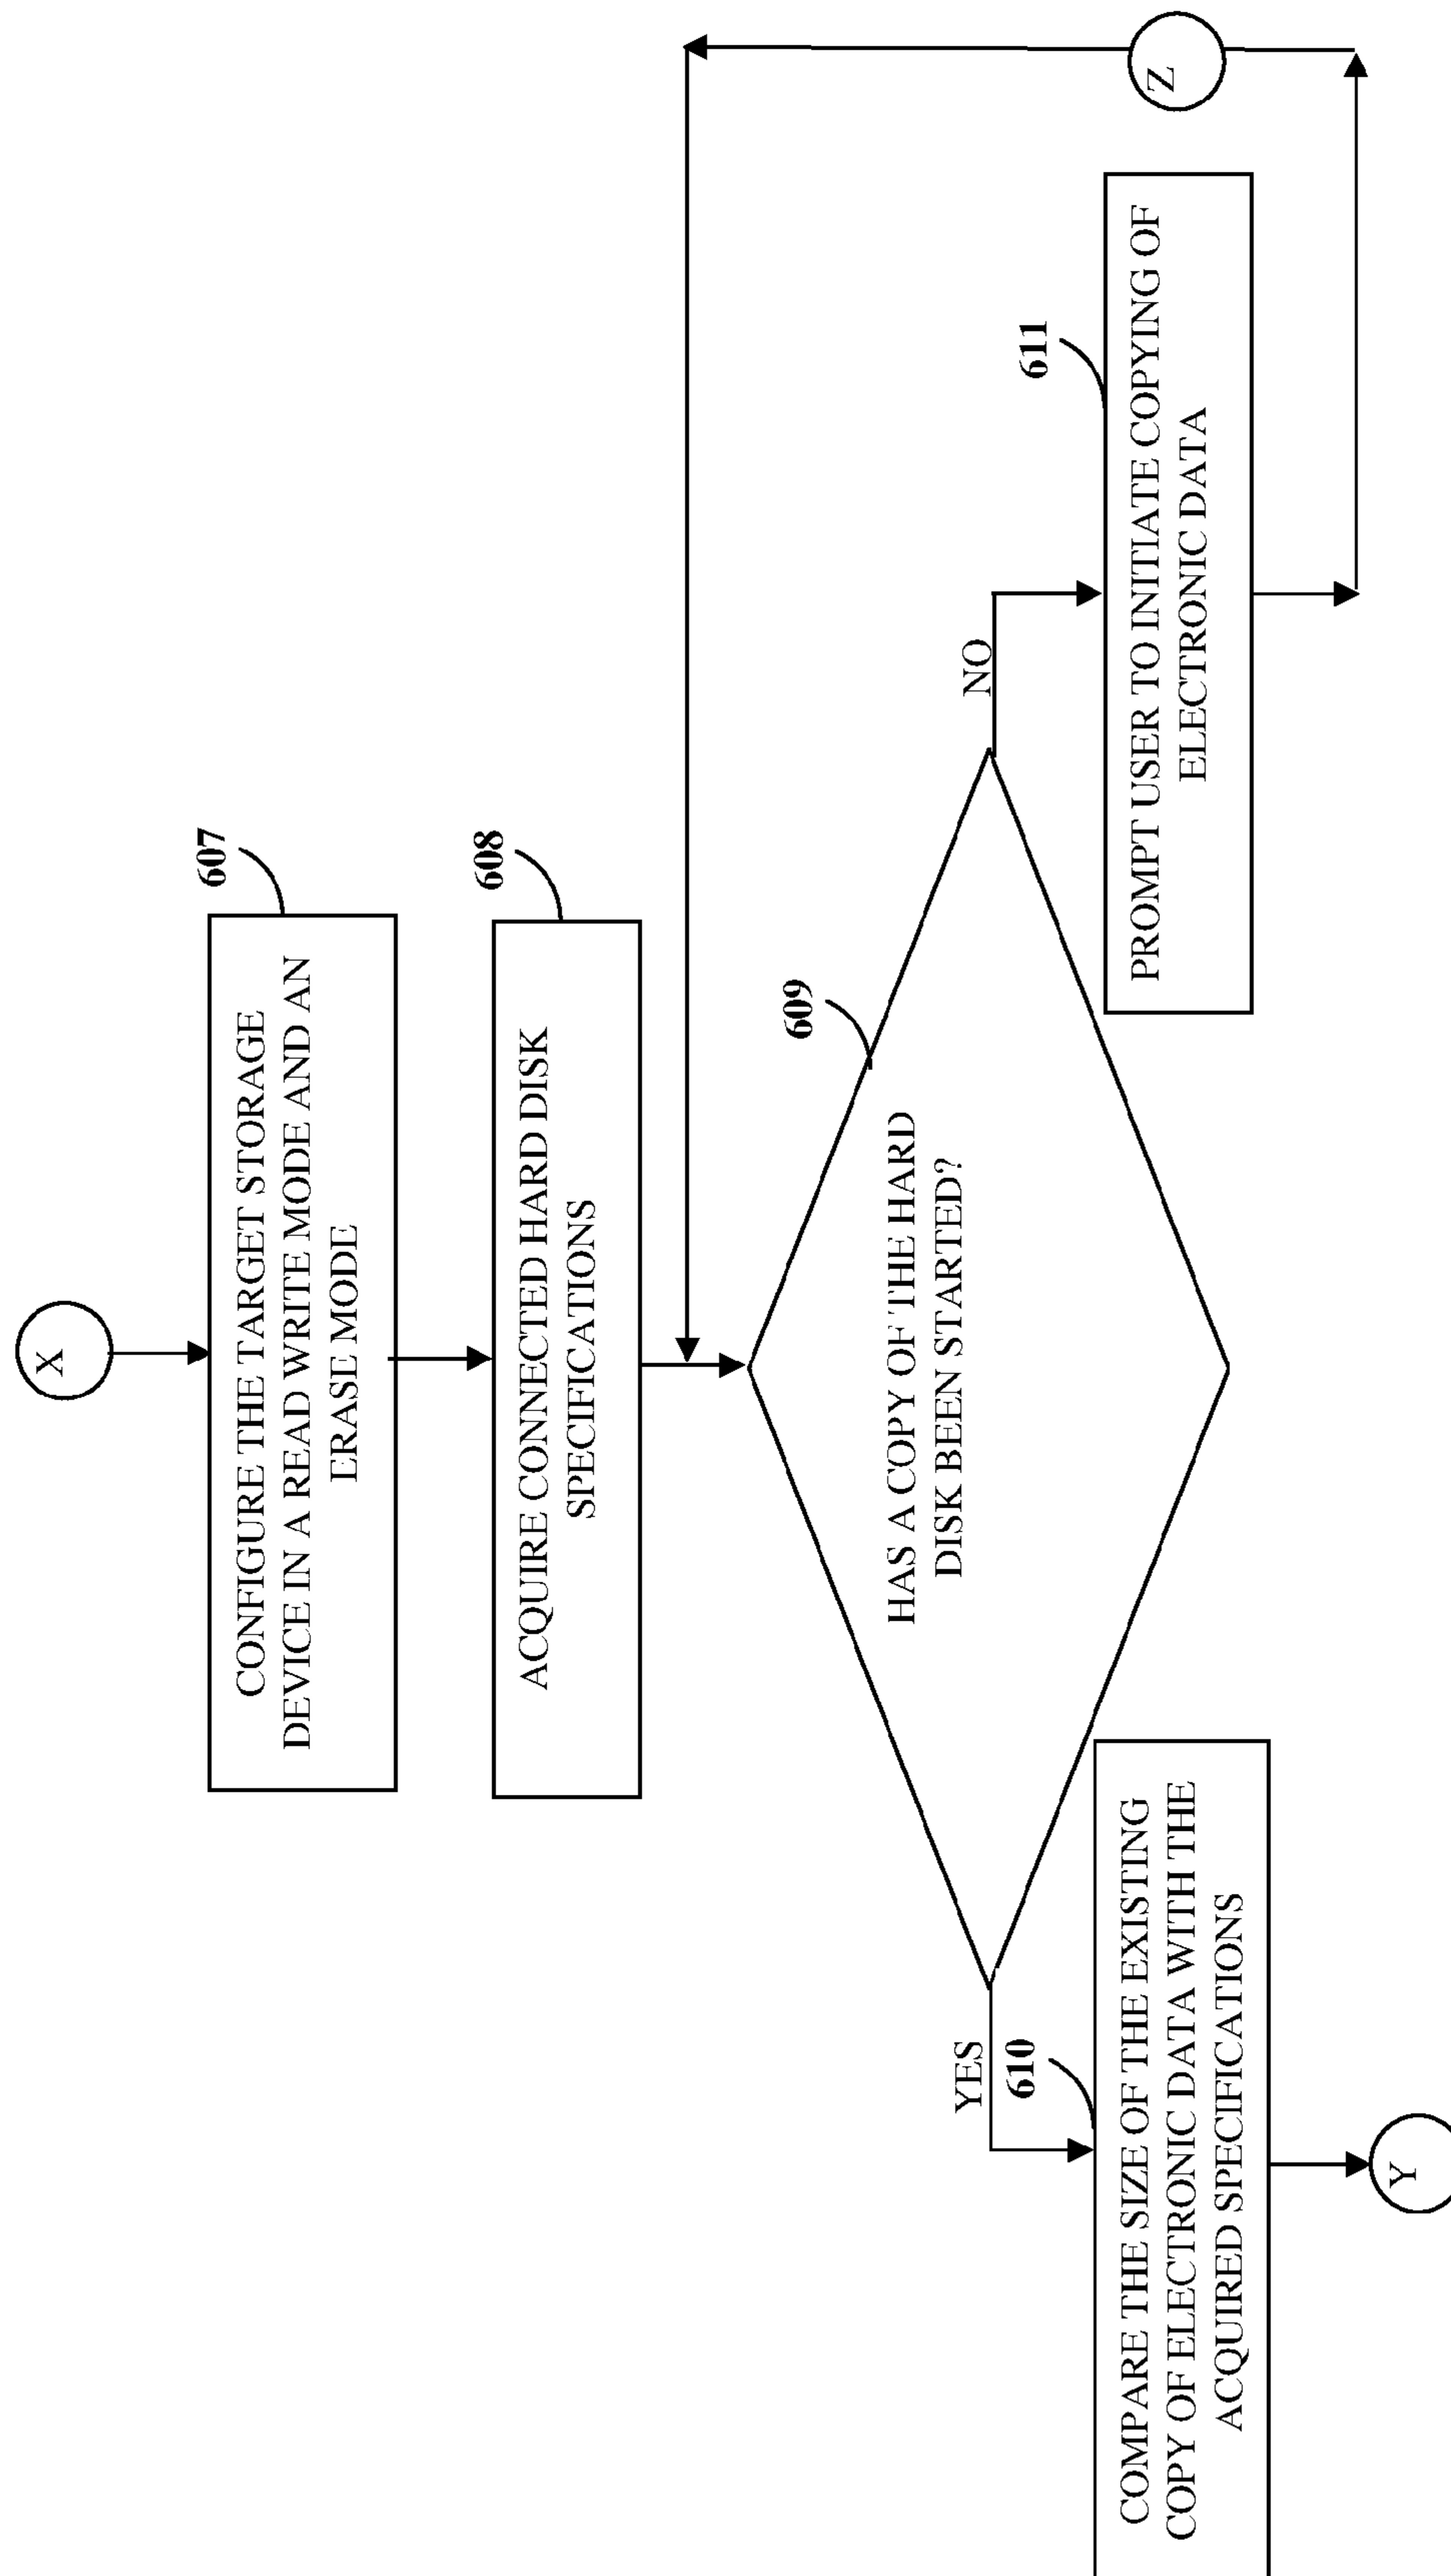 X
607
CONFIGURE THE TARGET STORAGE
DEVICE IN A READ WRITE MODE AND AN
ERASE MODE
608
ACQUIRE CONNECTED HARD DISK
SPECIFICATIONS
609
HAS A COPY OF THE HARD
DISK BEEN STARTED?
YES
NO
610
COMPARE THE SIZE OF THE EXISTING
COPY OF ELECTRONIC DATA WITH THE
ACQUIRED SPECIFICATIONS
611
PROMPT USER TO INITIATE COPYING OF
ELECTRONIC DATA
Z
Y